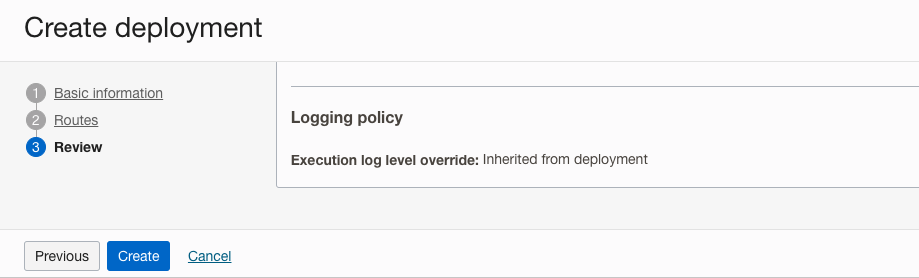 Create deployment
1 Basic information
2 Routes
3 Review
Logging policy
Execution log level override: Inherited from deployment
Previous Create Cancel